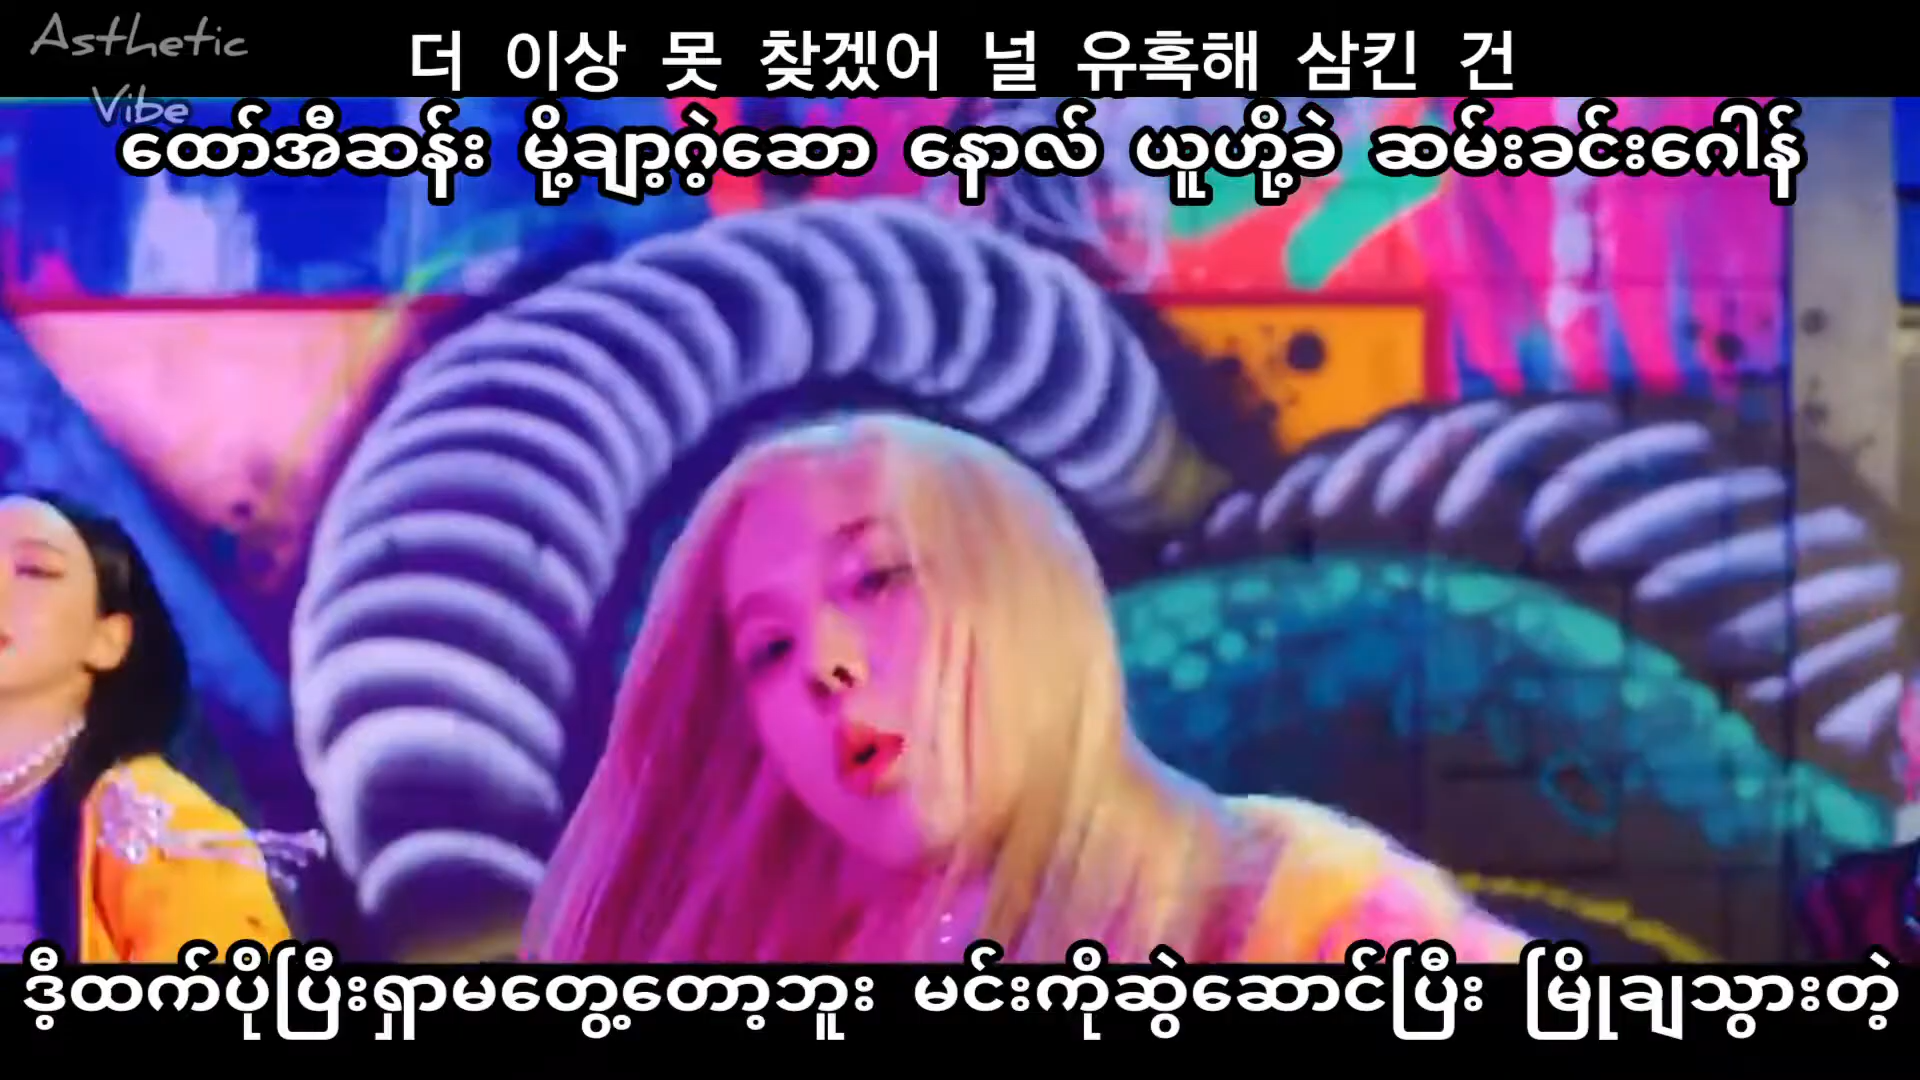 Asthetic
Vibe
더 이상 못 찾겠어 널 유혹해 삼킨 건
ထော်အီဆန်း မို့ချာ့ဂဲ့ဆော နောလ် ယူဟို့ခဲ ဆမ်းခင်းဂေါန်
ဒီ့ထက်ပိုပြီးရှာမတွေ့တော့ဘူး မင်းကိုဆွဲဆောင်ပြီး မြိုချသွားတဲ့